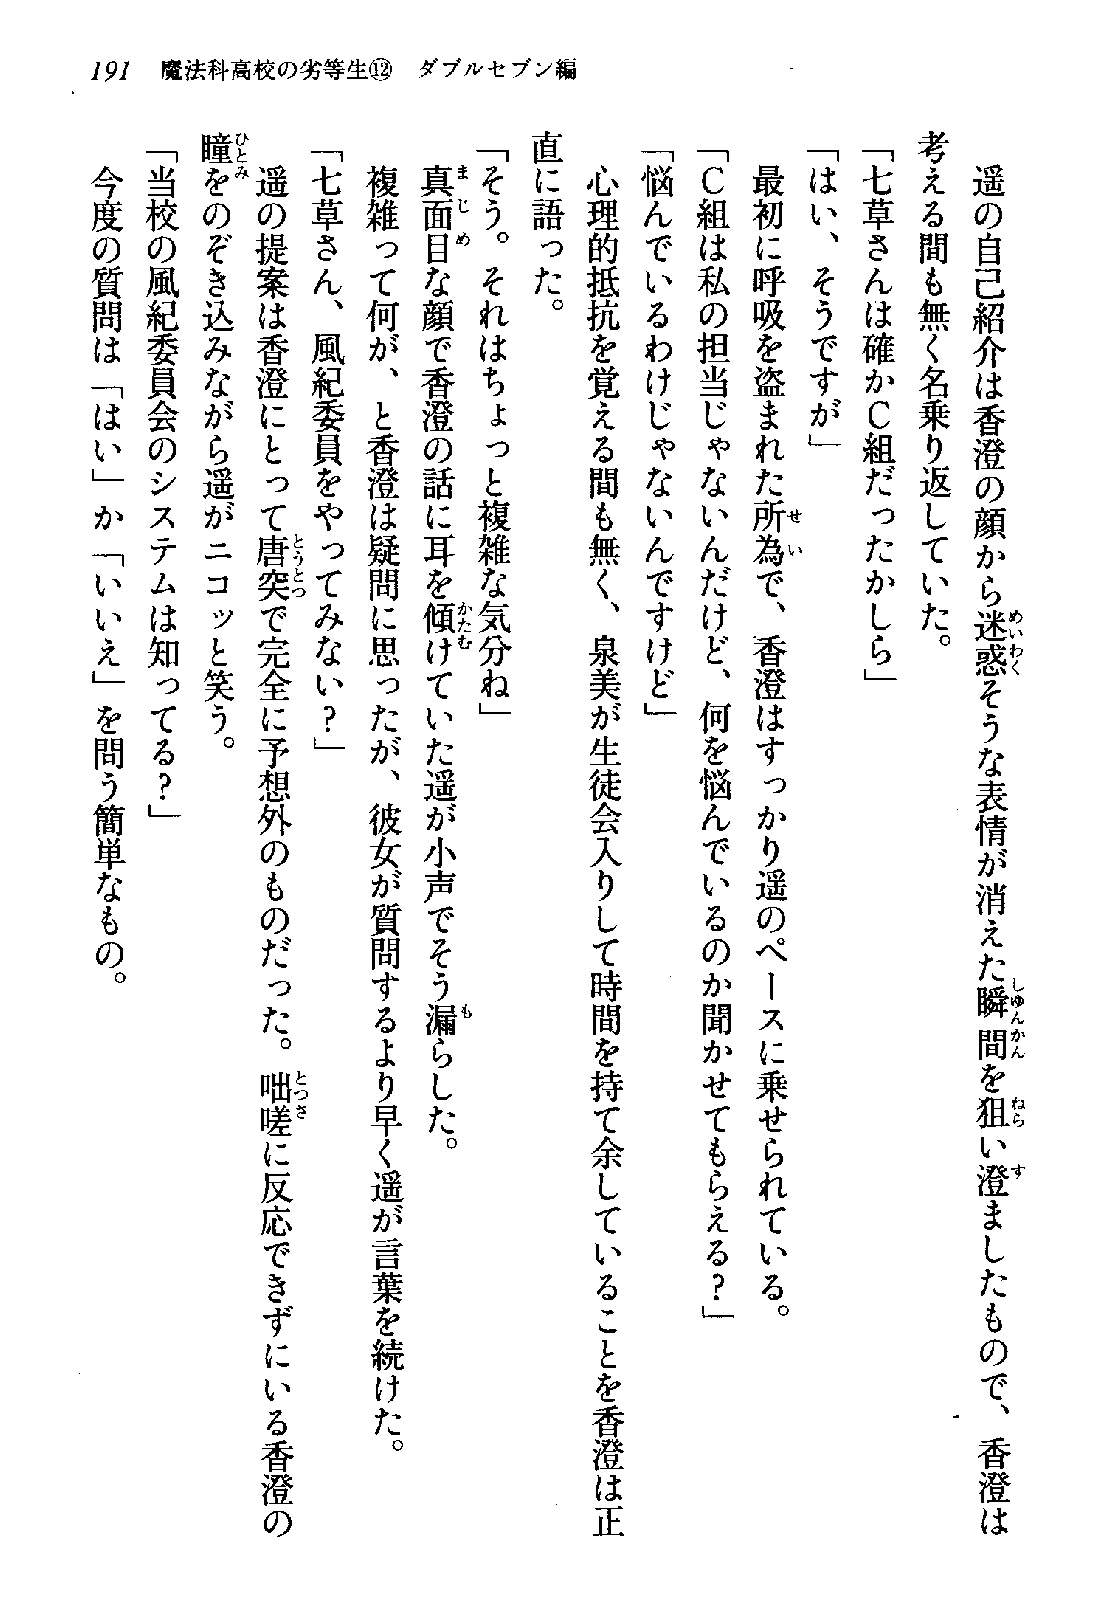 191　魔法科高校の劣等生⑫　ダブルセブン編
　遥の自己紹介は香澄の顔から迷惑そうな表情が消えた瞬間を狙い澄ましたもので、香澄は
考える間も無く名乗り返していた。
「七草さんは確かＣ組だったかしら」
「はい、そうですが」
　最初に呼吸を盗まれた所為で、香澄はすっかり遥のペースに乗せられている。
「Ｃ組は私の担当じゃないんだけど、何を悩んでいるのか聞かせてもらえる？」
「悩んでいるわけじゃないんですけど」
　心理的抵抗を覚える間も無く、泉美が生徒会入りして時間を持て余していることを香澄は正
直に語った。
「そう。それはちょっと複雑な気分ね」
　真面目な顔で香澄の話に耳を傾けていた遥が小声でそう漏らした。
　複雑って何が、と香澄は疑問に思ったが、彼女が質問するより早く遥が言葉を続けた。
「七草さん、風紀委員をやってみない？」
　遥の提案は香澄にとって唐突で完全に予想外のものだった。咄嗟に反応できずにいる香澄の
瞳をのぞき込みながら遥がニコッと笑う。
「当校の風紀委員会のシステムは知ってる？」
　今度の質問は「はい」か「いいえ」を問う簡単なもの。